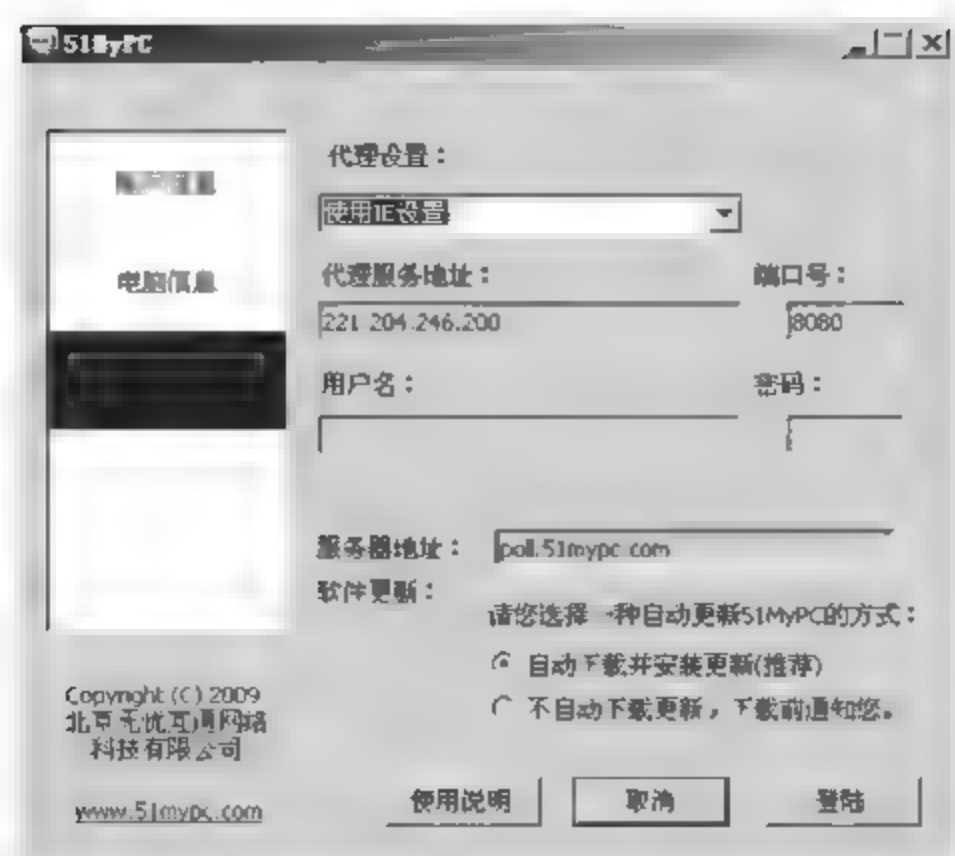 51MyPC
代理设置：
使用IE设置
电脑信息
代理服务地址：
端口号：
221.204.246.200
8080
用户名：
密码：
服务器地址：
poll.51mypc.com
软件更新：
请您选择一种自动更新51MyPC的方式：
自动下载并安装更新(推荐)
不自动下载更新，下载前通知您。
Copyright (C) 2009
北京无忧互通网络
科技有限公司
www.51mypc.com
使用说明
取消
登陆